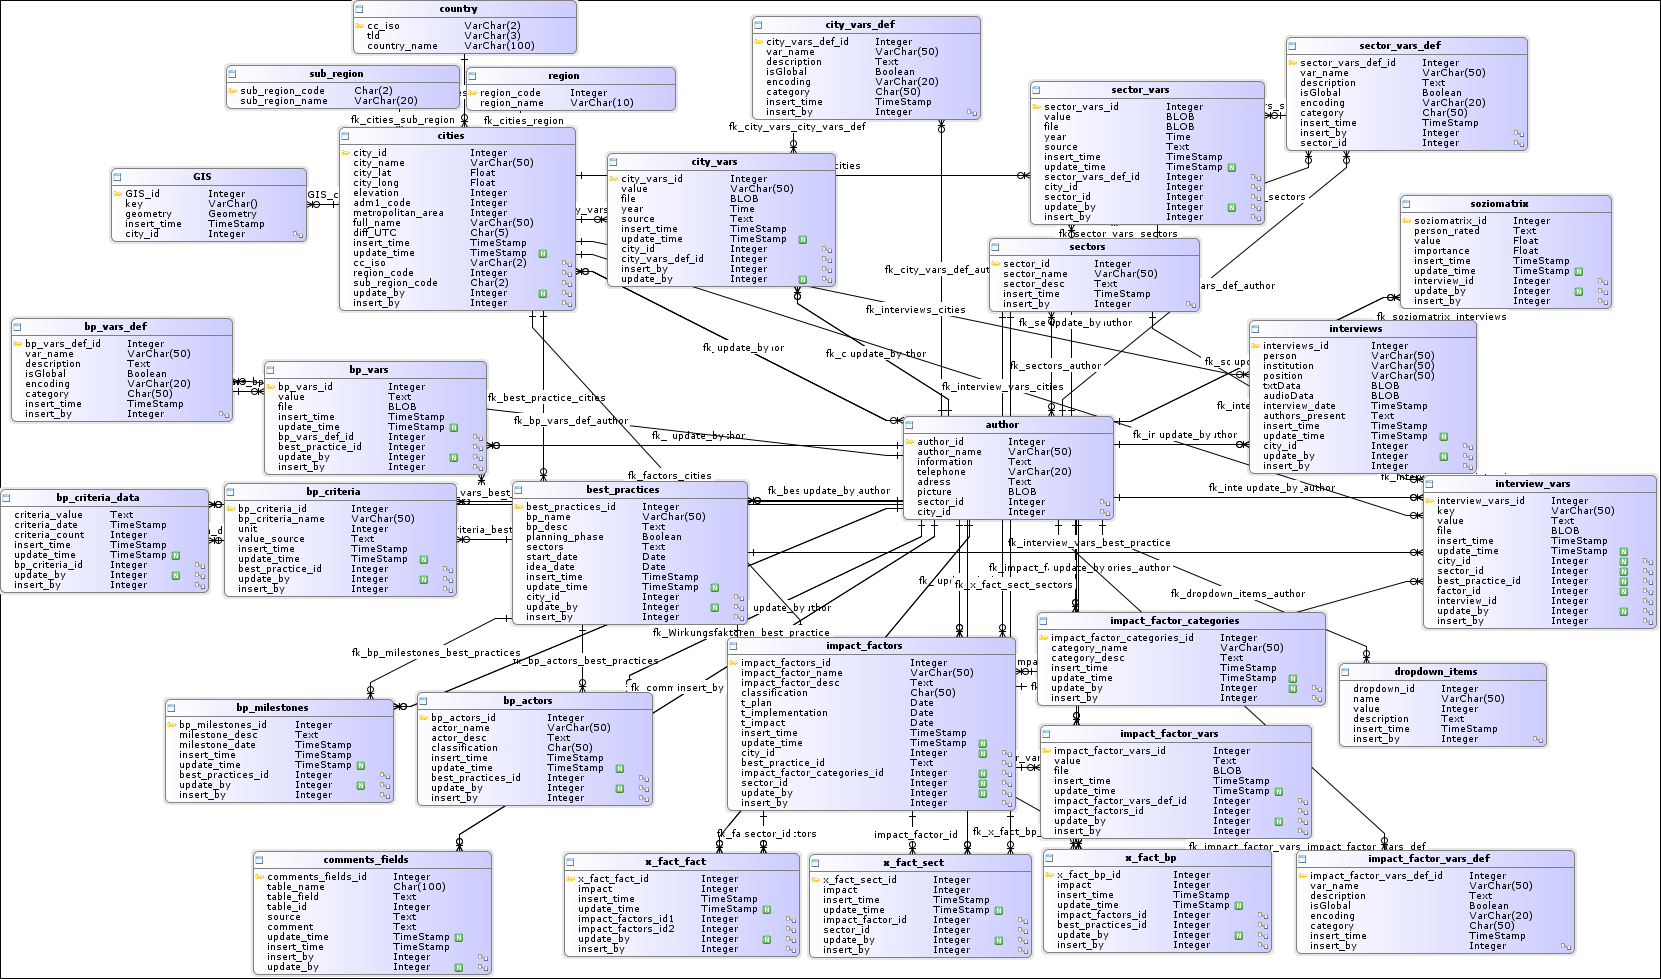 country
cc_iso VarChar(2)
tld VarChar(3)
country_name VarChar(100)
sub_region
sub_region_code Char(2)
sub_region_name VarChar(20)
region
region_code Integer
region_name VarChar(10)
fk_cities_sub_region
fk_cities_region
cities
city_id Integer
city_name VarChar(50)
city_lat Float
city_long Float
elevation Integer
adm1_code Integer
metropolitan_area Integer
full_name VarChar(50)
diff_UTC Char(5)
insert_time TimeStamp
update_time TimeStamp N
cc_iso VarChar(2)
region_code Integer
sub_region_code Char(2)
update_by Integer N
insert_by Integer
GIS
GIS_id Integer
key VarChar()
geometry Geometry
insert_time TimeStamp
city_id Integer
city_vars_def
city_vars_def_id Integer
var_name VarChar(50)
description Text
isGlobal Boolean
encoding VarChar(20)
category Char(50)
insert_time TimeStamp
insert_by Integer
fk_city_vars_city_vars_def
city_vars
city_vars_id Integer
value VarChar(50)
file BLOB
year Time
source Text
insert_time TimeStamp
update_time TimeStamp N
city_id Integer
city_vars_def_id Integer
insert_by Integer
update_by Integer N
sector_vars
sector_vars_id Integer
value BLOB
file BLOB
year Time
source Text
insert_time TimeStamp
update_time TimeStamp N
sector_vars_def_id Integer
city_id Integer
sector_id Integer
update_by Integer N
insert_by Integer
sector_vars_def
sector_vars_def_id Integer
var_name VarChar(50)
description Text
isGlobal Boolean
encoding VarChar(20)
category Char(50)
insert_time TimeStamp
insert_by Integer
sector_id Integer
fk_sector_vars_sectors
sectors
sector_id Integer
sector_name VarChar(50)
sector_desc Text
insert_time TimeStamp
insert_by Integer
soziomatrix
soziomatrix_id Integer
person_rated Text
value Float
importance Float
insert_time TimeStamp
update_time TimeStamp N
interview_id Integer
update_by Integer N
insert_by Integer
fk_soziomatrix_interviews
interviews
interviews_id Integer
person VarChar(50)
institution VarChar(50)
position VarChar(50)
txtData BLOB
audioData BLOB
interview_date TimeStamp
authors_present Text
insert_time TimeStamp
update_time TimeStamp N
city_id Integer
update_by Integer N
insert_by Integer
bp_vars_def
bp_vars_def_id Integer
var_name VarChar(50)
description Text
isGlobal Boolean
encoding VarChar(20)
category Char(50)
insert_time TimeStamp
insert_by Integer
bp_vars
bp_vars_id Integer
value Text
file BLOB
insert_time TimeStamp
update_time TimeStamp N
bp_vars_def_id Integer
best_practice_id Integer
update_by Integer N
insert_by Integer
fk_interviews_cities
fk_interview_vars_cities
fk_sectors_author
fk_best_practice_cities
fk_bp_vars_def_author
fk_factors_cities
author
author_id Integer
author_name VarChar(50)
information Text
telephone VarChar(20)
adress Text
picture BLOB
sector_id Integer
city_id Integer
bp_criteria_data
criteria_value Text
criteria_date TimeStamp
criteria_count Integer
insert_time TimeStamp
update_time TimeStamp N
bp_criteria_id Integer
update_by Integer N
insert_by Integer
bp_criteria
bp_criteria_id Integer
bp_criteria_name VarChar(50)
unit Integer
value_source Text
insert_time TimeStamp
update_time TimeStamp N
best_practice_id Integer
update_by Integer N
insert_by Integer
best_practices
best_practices_id Integer
bp_name VarChar(50)
bp_desc Text
planning_phase Boolean
sectors Text
start_date Date
idea_date Date
insert_time TimeStamp
update_time TimeStamp N
city_id Integer
update_by Integer N
insert_by Integer
interview_vars
interview_vars_id Integer
key VarChar(50)
value Text
file BLOB
insert_time TimeStamp
update_time TimeStamp N
city_id Integer N
sector_id Integer N
best_practice_id Integer N
factor_id Integer N
interview_id Integer
update_by Integer N
insert_by Integer
fk_interview_vars_best_practice
fk_x_fact_sect_sectors
fk_dropdown_items_author
fk_Wirkungsfaktoren_best_practice
fk_bp_milestones_best_practices
fk_bp_actors_best_practices
impact_factor_categories
impact_factor_categories_id Integer
category_name VarChar(50)
category_desc Text
insert_time TimeStamp
update_time TimeStamp N
update_by Integer N
insert_by Integer
impact_factors
impact_factors_id Integer
impact_factor_name VarChar(50)
impact_factor_desc Text
classification Char(50)
t_plan Date
t_implementation Date
t_impact Date
insert_time TimeStamp
update_time TimeStamp N
city_id Integer N
best_practice_id Text
impact_factor_categories_id Integer N
sector_id Integer N
update_by Integer N
insert_by Integer
dropdown_items
dropdown_id Integer
name VarChar(50)
value Integer
description Text
insert_time TimeStamp
insert_by Integer
bp_milestones
bp_milestones_id Integer
milestone_desc Text
milestone_date TimeStamp
insert_time TimeStamp
update_time TimeStamp N
best_practices_id Integer
update_by Integer N
insert_by Integer
bp_actors
bp_actors_id Integer
actor_name VarChar(50)
actor_desc Text
classification Char(50)
insert_time TimeStamp
update_time TimeStamp N
best_practices_id Integer
update_by Integer N
insert_by Integer
impact_factor_vars
impact_factor_vars_id Integer
value Text
file BLOB
insert_time TimeStamp
update_time TimeStamp N
impact_factor_vars_def_id Integer
impact_factors_id Integer
update_by Integer N
insert_by Integer
impact_factor_id
fk_impact_factor_vars_impact_factor_vars_def
comments_fields
comments_fields_id Integer
table_name Char(100)
table_field Text
table_id Integer
source Text
comment Text
update_time TimeStamp N
insert_time TimeStamp
insert_by Integer
update_by Integer N
x_fact_fact
x_fact_fact_id Integer
impact Integer
insert_time TimeStamp
update_time TimeStamp N
impact_factors_id1 Integer
impact_factors_id2 Integer
update_by Integer N
insert_by Integer
x_fact_sect
x_fact_sect_id Integer
impact Integer
insert_time TimeStamp
update_time TimeStamp N
impact_factor_id Integer
sector_id Integer
update_by Integer N
insert_by Integer
x_fact_bp
x_fact_bp_id Integer
impact Integer
insert_time TimeStamp
update_time TimeStamp N
impact_factors_id Integer
best_practices_id Integer
update_by Integer N
insert_by Integer
impact_factor_vars_def
impact_factor_vars_def_id Integer
var_name VarChar(50)
description Text
isGlobal Boolean
encoding VarChar(20)
category Char(50)
insert_time TimeStamp
insert_by Integer